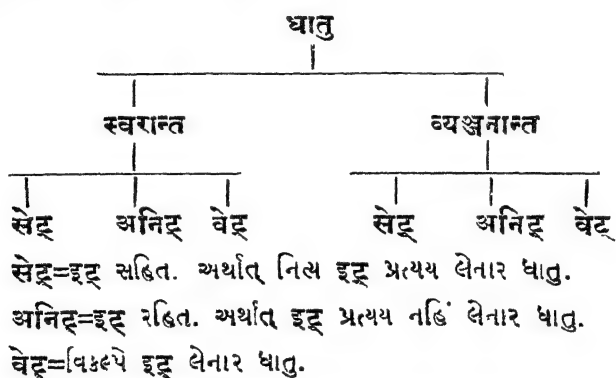 धातु
स्वरान्त व्यञ्जनान्त
सेट् अनिट् वेट् सेट् अनिट् वेट्
सेट्=इट् સહિત. અર્થાત્ નિત્ય इट् પ્રત્યય લેનાર ધાતુ.
अनिट्=इट् રહિત. અર્થાત્ इट् પ્રત્યય નહિં લેનાર ધાતુ.
वेट्=વિકલ્પે इट् લેનાર ધાતુ.